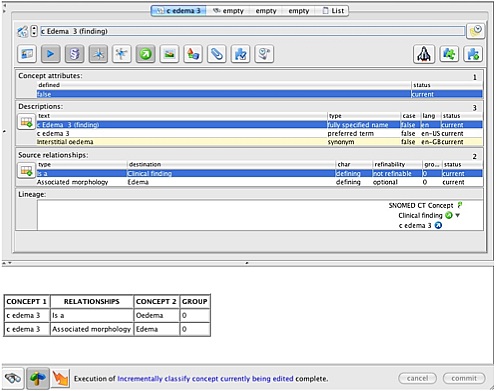 c edema 3 empty empty empty List
c Edema 3 (finding)
Concept attributes: 1
defined status
false current
Descriptions: 3
text type case lang status
c Edema 3 (finding) fully specified name false en current
c edema 3 preferred term false en-US current
Interstitial oedema synonym false en-GB current
Source relationships: 2
type destination char refinability gro... status
Is a Clinical finding defining not refinable 0 current
Associated morphology Edema defining optional 0 current
Lineage:
SNOMED CT Concept
Clinical finding
c edema 3
CONCEPT 1 RELATIONSHIPS CONCEPT 2 GROUP
c edema 3 Is a Oedema 0
c edema 3 Associated morphology Edema 0
Execution of Incrementally classify concept currently being edited complete.
cancel commit